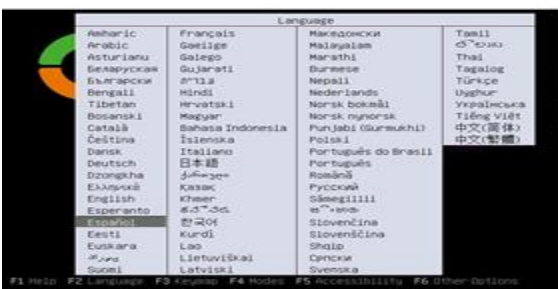 Language
Amharic
Arabic
Asturianu
Беларуская
Български
Bengali
Tibetan
Bosanski
Català
Čeština
Dansk
Deutsch
Dzongkha
Ελληνικά
English
Esperanto
Español
Eesti
Euskara
Suomi
Français
Gaeilge
Galego
Gujarati
עברית
Hindi
Hrvatski
Magyar
Bahasa Indonesia
Íslenska
Italiano
日本語
ქართული
Қазақ
Khmer
ಕನ್ನಡ
한국어
Kurdî
Lao
Lietuviškai
Latviski
Македонски
Malayalam
Marathi
Burmese
Nepali
Nederlands
Norsk bokmål
Norsk nynorsk
Punjabi (Gurmukhi)
Polski
Português do Brasil
Português
Română
Русский
Sámegillii
Slovenčina
Slovenščina
Shqip
Српски
Svenska
Tamil
తెలుగు
Thai
Tagalog
Türkçe
Uyghur
Українська
Tiếng Việt
中文(简体)
中文(繁體)
F1 Help F2 Language F3 Keymap F4 Modes F5 Accessibility F6 Other Options